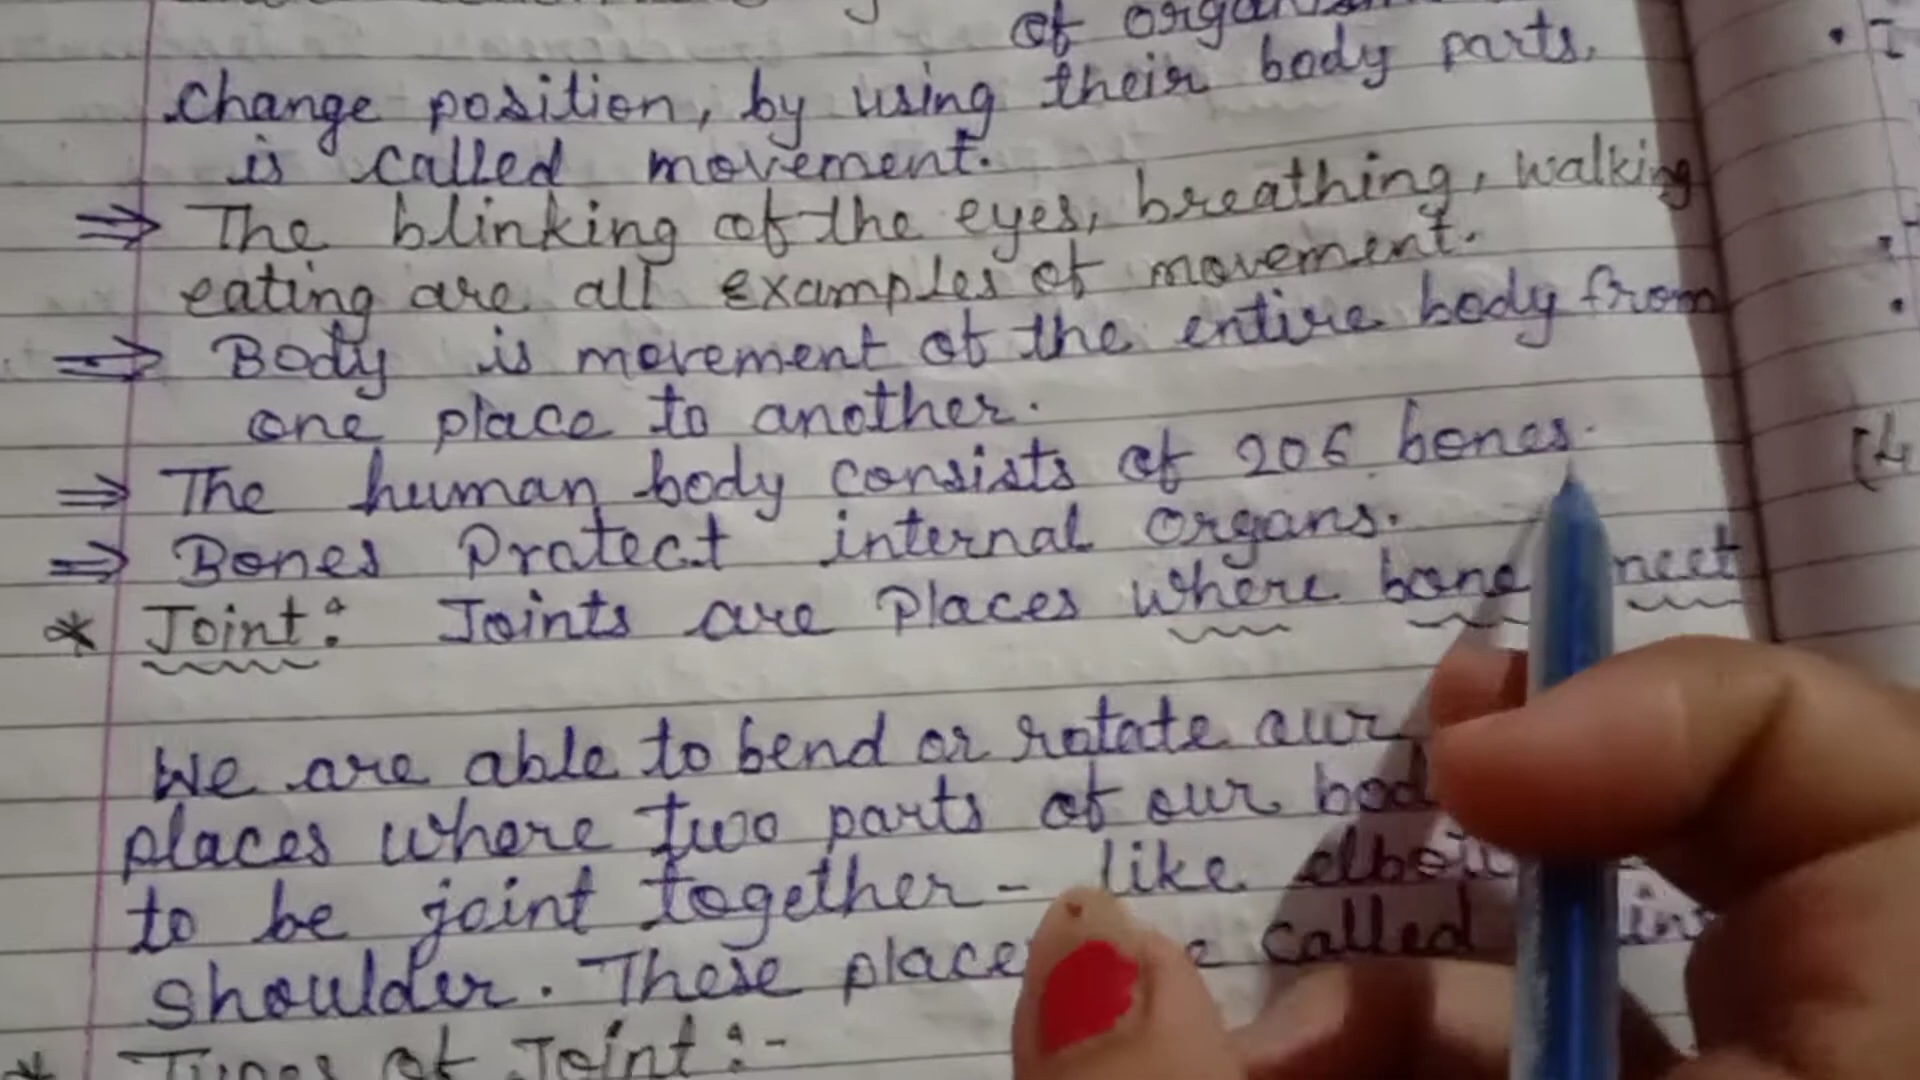 of
change position, by using their body parts.
is called movement.
⇒ The blinking of the eyes, breathing, walking
eating are all examples of movement.
⇒ Body is movement of the entire body from
one place to another.
⇒ The human body consists of 206 bones.
⇒ Bones Protect internal organs.
* Joint: Joints are Places where bone meet
We are able to bend or rotate our
places where two parts of our
to be joint together - like
shoulder. These called
* Types of Joint:-